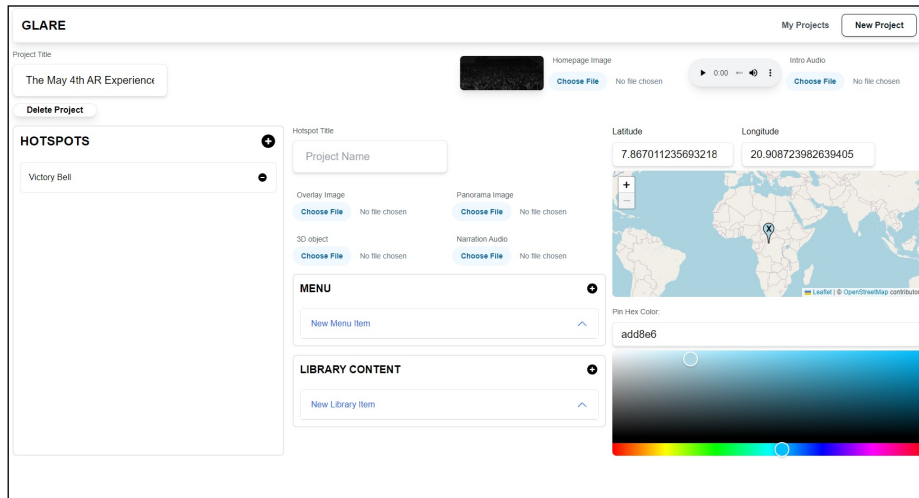 GLARE
My Projects
New Project
Project Title
The May 4th AR Experience
Homepage Image
Choose File No file chosen
0:00
Intro Audio
Choose File No file chosen
Delete Project
HOTSPOTS
Victory Bell
Hotspot Title
Project Name
Overlay Image
Choose File No file chosen
Panorama Image
Choose File No file chosen
3D object
Choose File No file chosen
Narration Audio
Choose File No file chosen
MENU
New Menu Item
LIBRARY CONTENT
New Library Item
Latitude
7.867011235693218
Longitude
20.908723982639405
+
−
X
Leaflet | © OpenStreetMap contributor
Pin Hex Color:
add8e6